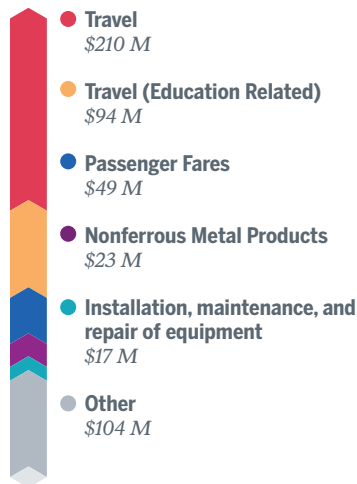 Travel
$210 M
Travel (Education Related)
$94 M
Passenger Fares
$49 M
Nonferrous Metal Products
$23 M
Installation, maintenance, and
repair of equipment
$17 M
Other
$104 M